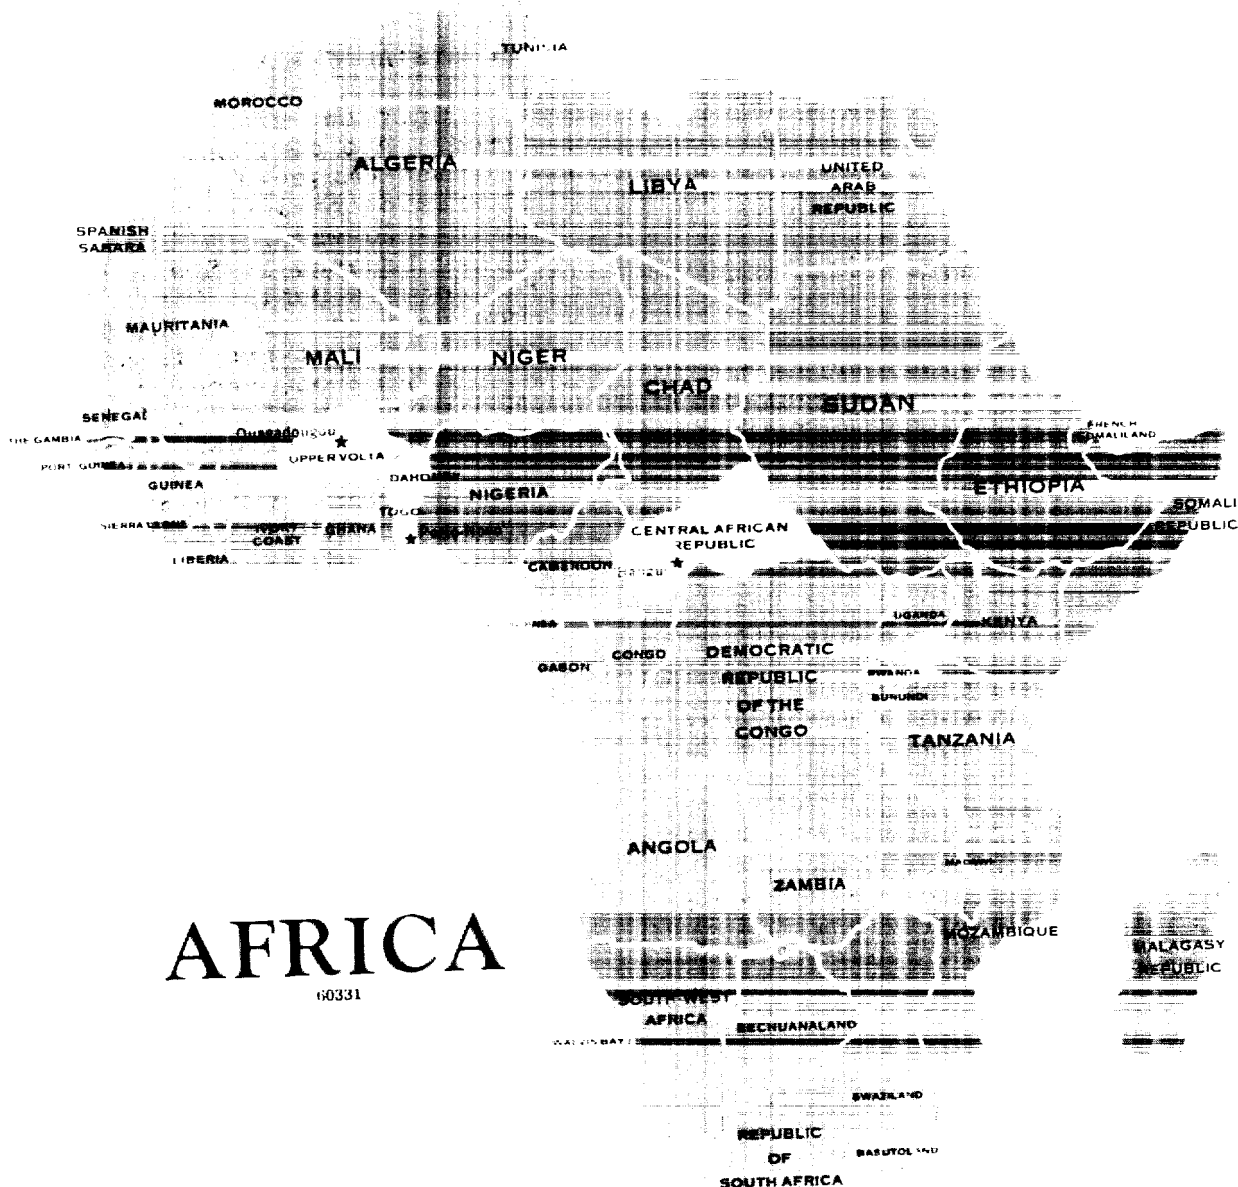 TUNISIA
MOROCCO
ALGERIA
LIBYA
UNITED
ARAB
REPUBLIC
SPANISH
SAHARA
MAURITANIA
MALI
NIGER
CHAD
SUDAN
SENEGAL
THE GAMBIA
Ouagadougou
FRENCH
SOMALILAND
UPPER VOLTA
PORT GUINEA
DAHOMEY
GUINEA
NIGERIA
ETHIOPIA
SOMALI
REPUBLIC
TOGO
SIERRA LEONE
IVORY
COAST
GHANA
Porto-Novo
CENTRAL AFRICAN
REPUBLIC
LIBERIA
CAMEROON
Bangui
UGANDA
KENYA
GABON
CONGO
DEMOCRATIC
REPUBLIC
OF THE
CONGO
RWANDA
BURUNDI
TANZANIA
ANGOLA
ZAMBIA
MALAWI
MOZAMBIQUE
MALAGASY
REPUBLIC
AFRICA
60331
SOUTH-WEST
AFRICA
BECHUANALAND
WALVIS BAY
SWAZILAND
REPUBLIC
OF
SOUTH AFRICA
BASUTOLAND